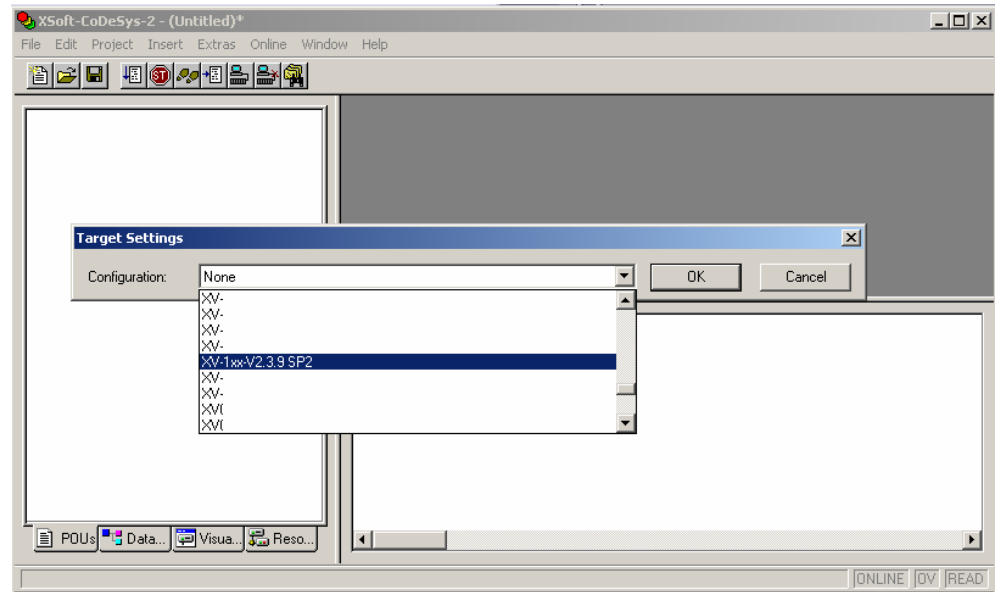 XSoft-CoDeSys-2 - (Untitled)*
File Edit Project Insert Extras Online Window Help
Target Settings
Configuration: None OK Cancel
XV-
XV-
XV-
XV-
XV-1xx-V2.3.9 SP2
XV-
XV-
XV(
XV(
POUs Data... Visua... Reso...
ONLINE OV READ